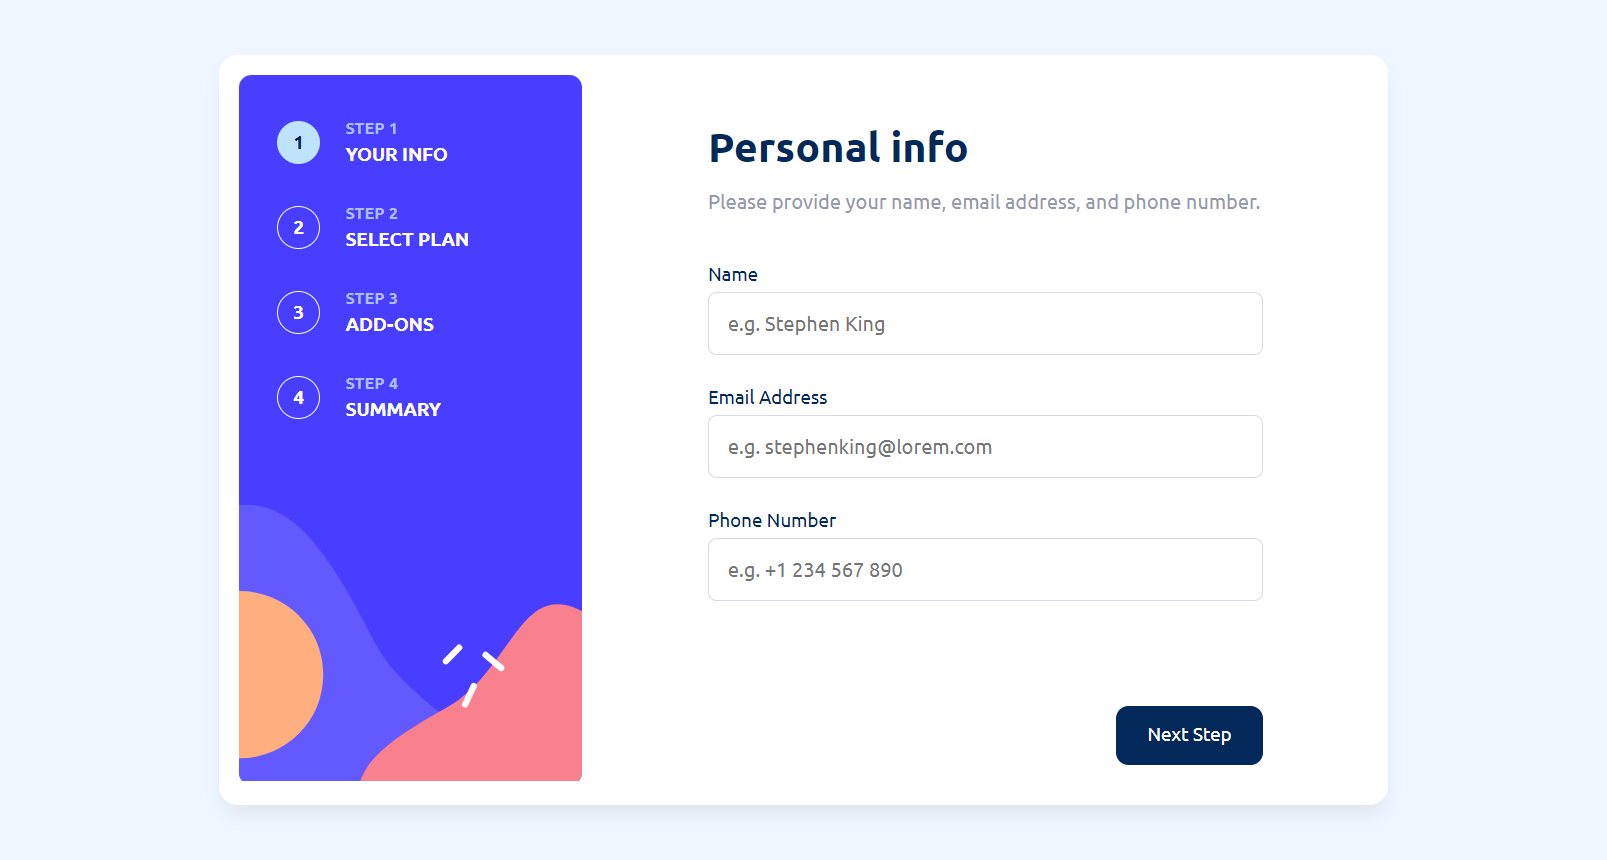 1
STEP 1
YOUR INFO
2
STEP 2
SELECT PLAN
3
STEP 3
ADD-ONS
4
STEP 4
SUMMARY
Personal info
Please provide your name, email address, and phone number.
Name
e.g. Stephen King
Email Address
e.g. stephenking@lorem.com
Phone Number
e.g. +1 234 567 890
Next Step